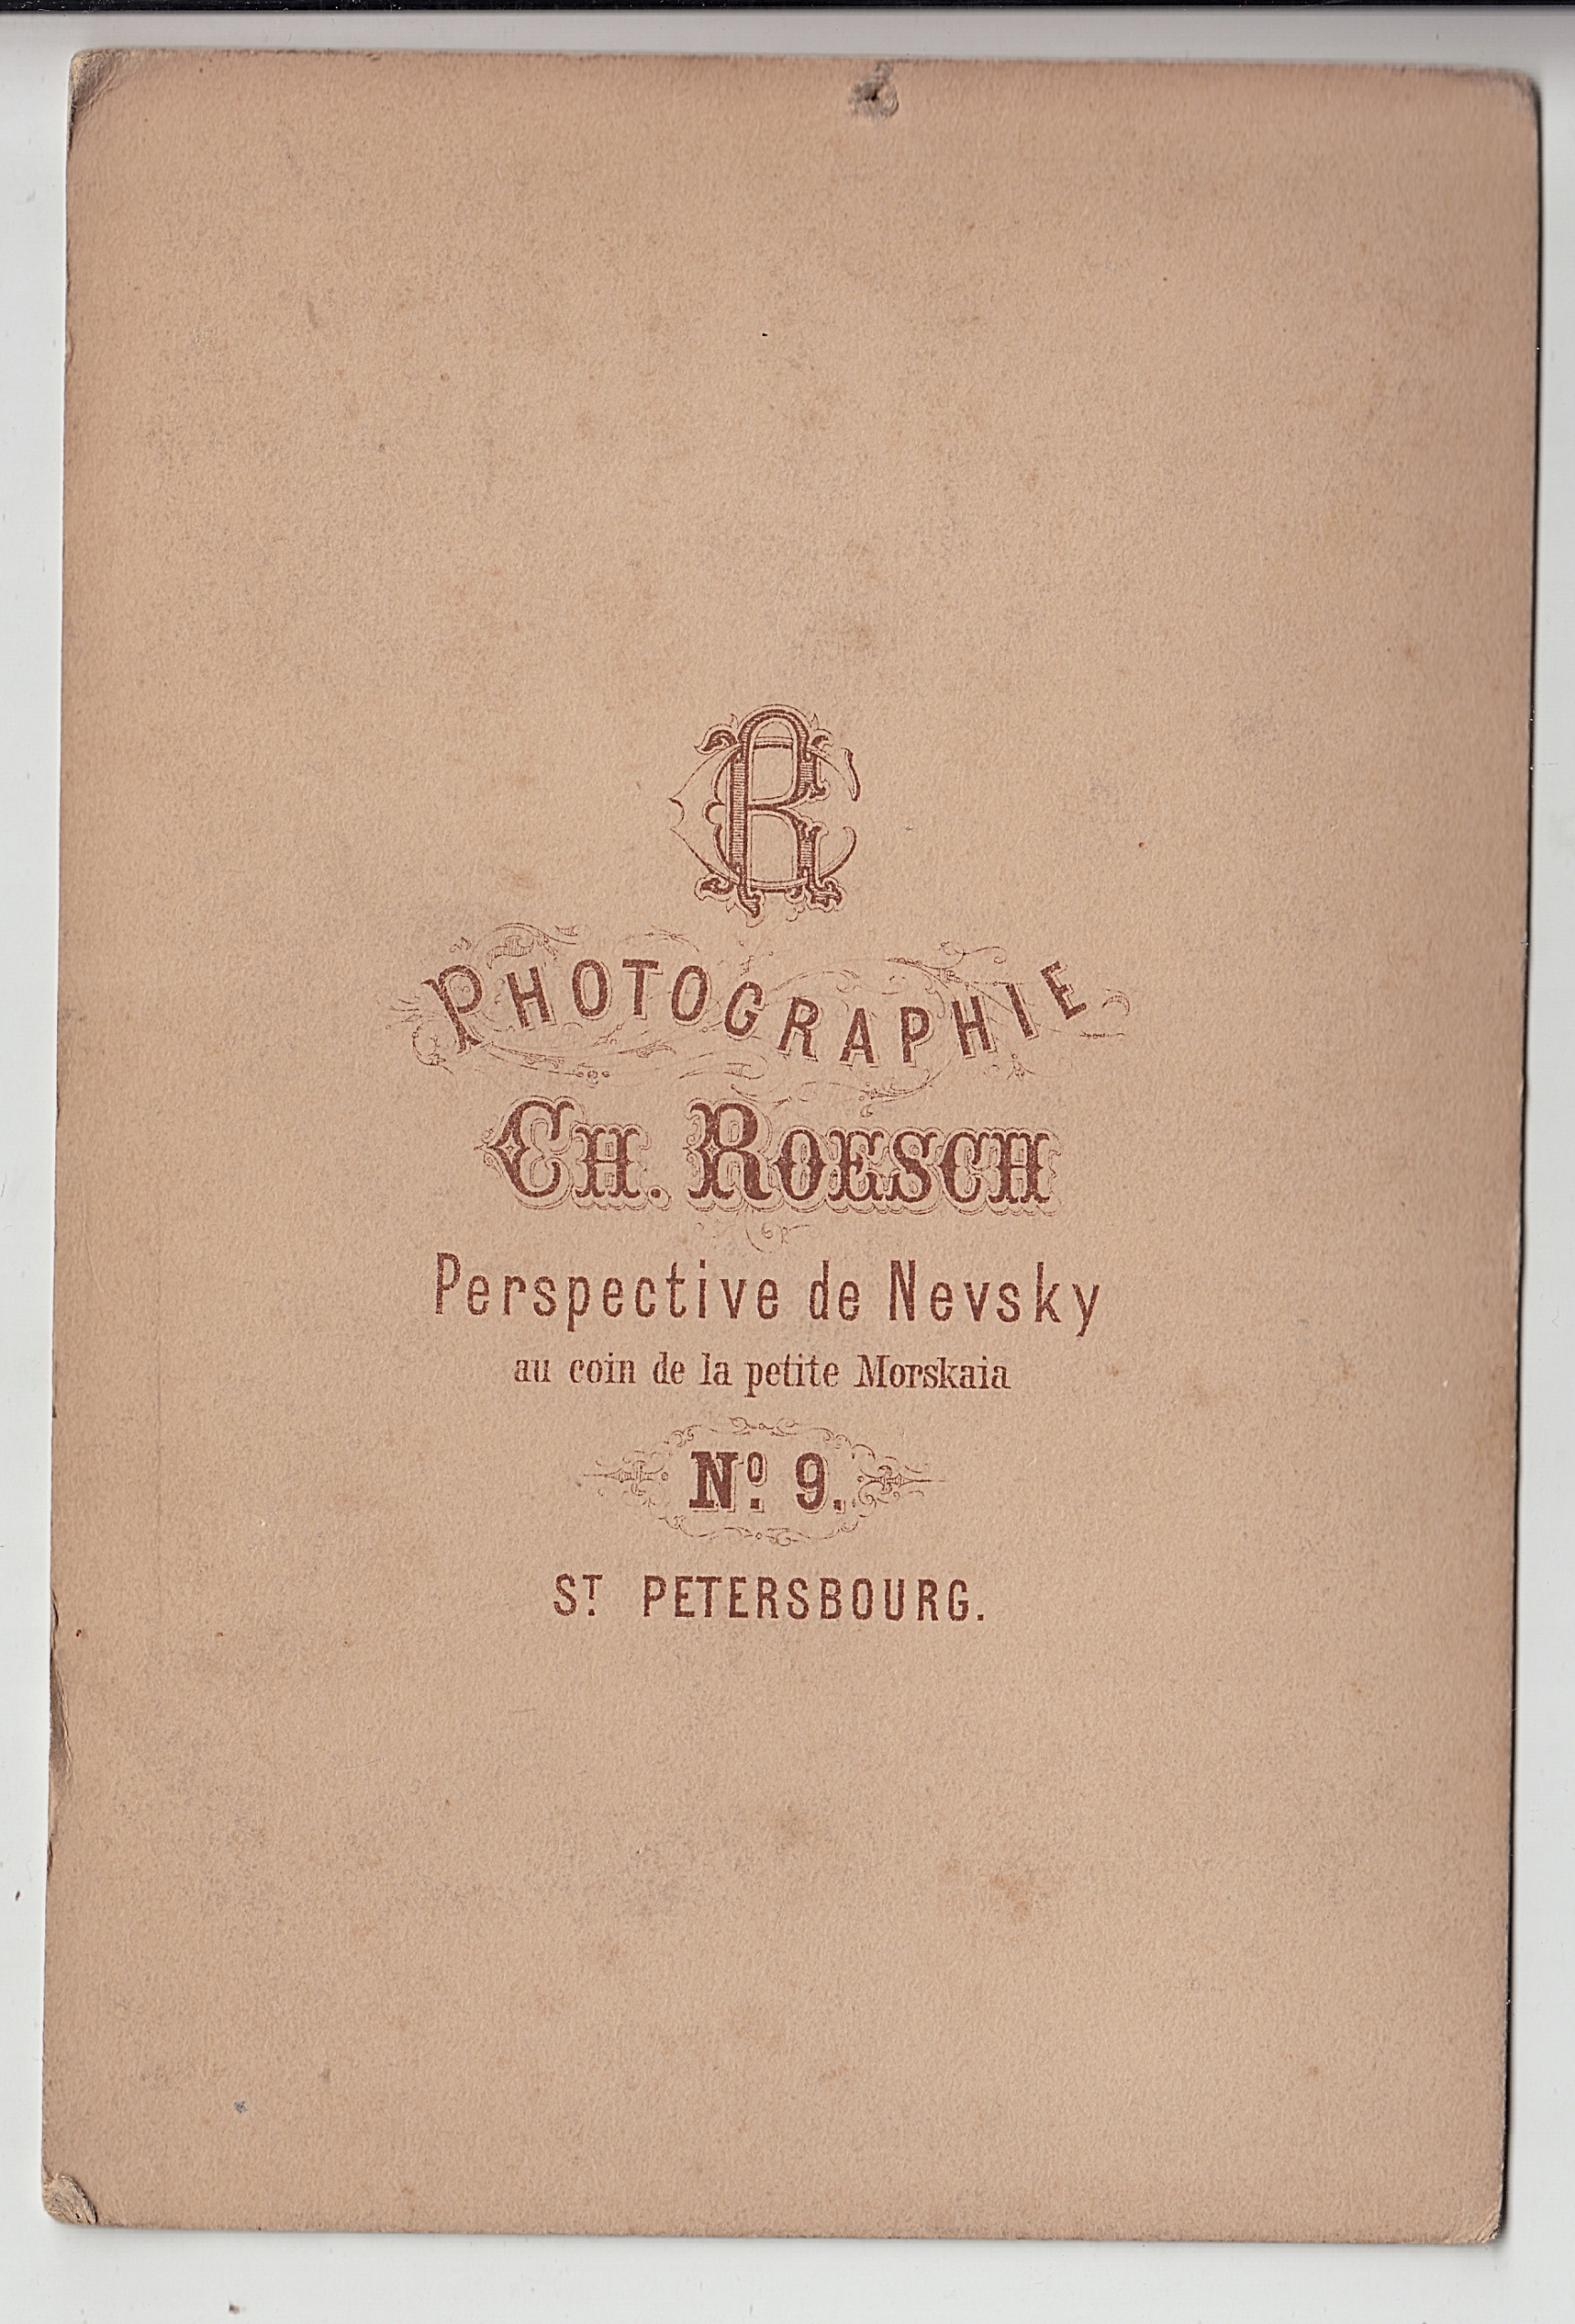 CR
PHOTOGRAPHIE
CH. ROESCH
Perspective de Nevsky
au coin de la petite Morskaia
Nº 9.
ST PETERSBOURG.